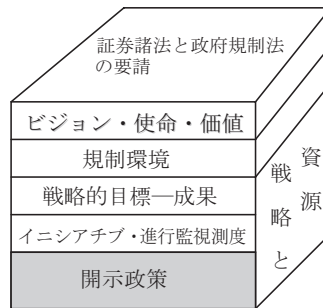 証券諸法と政府規制法
の要請
ビジョン・使命・価値
規制環境
戦略的目標―成果
イニシアチブ・進行監視測度
開示政策
戦略と
資源